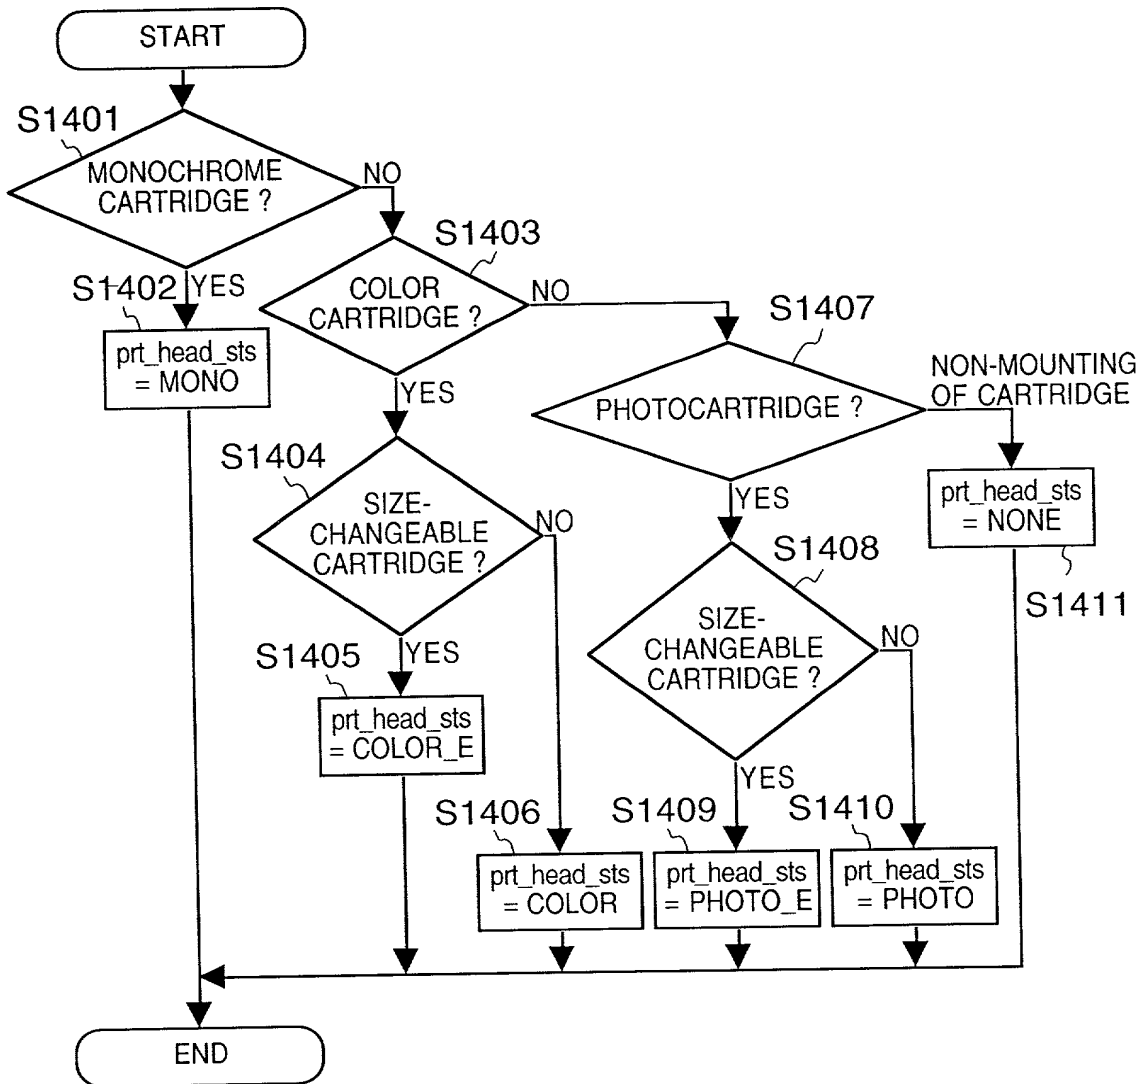 START
S1401
MONOCHROME
CARTRIDGE ?
NO
S1403
S1402
YES
COLOR
CARTRIDGE ?
NO
S1407
prt_head_sts
= MONO
NON-MOUNTING
OF CARTRIDGE
YES
PHOTOCARTRIDGE ?
S1404
YES
prt_head_sts
= NONE
SIZE-
CHANGEABLE
CARTRIDGE ?
NO
S1408
S1411
SIZE-
CHANGEABLE
CARTRIDGE ?
NO
S1405
YES
prt_head_sts
= COLOR_E
YES
S1406
S1409
S1410
prt_head_sts
= COLOR
prt_head_sts
= PHOTO_E
prt_head_sts
= PHOTO
END